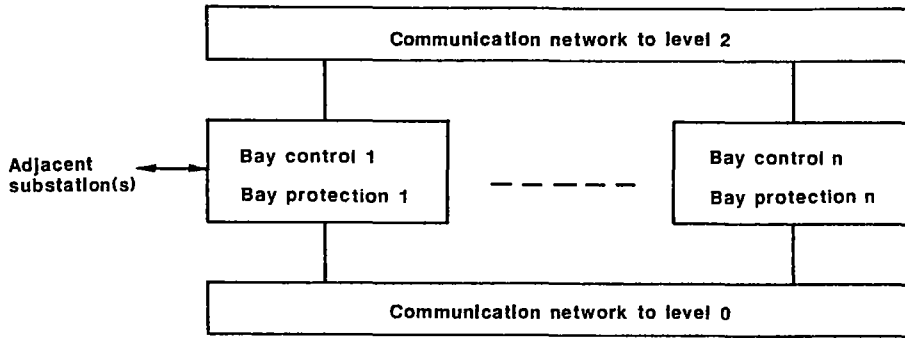 Communication network to level 2
Adjacent
substation(s)
Bay control 1
Bay protection 1
Bay control n
Bay protection n
Communication network to level 0